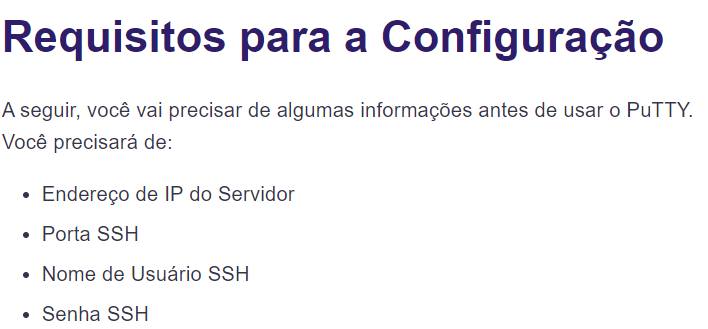 Requisitos para a Configuração
A seguir, você vai precisar de algumas informações antes de usar o PuTTY.
Você precisará de:
• Endereço de IP do Servidor
• Porta SSH
• Nome de Usuário SSH
• Senha SSH